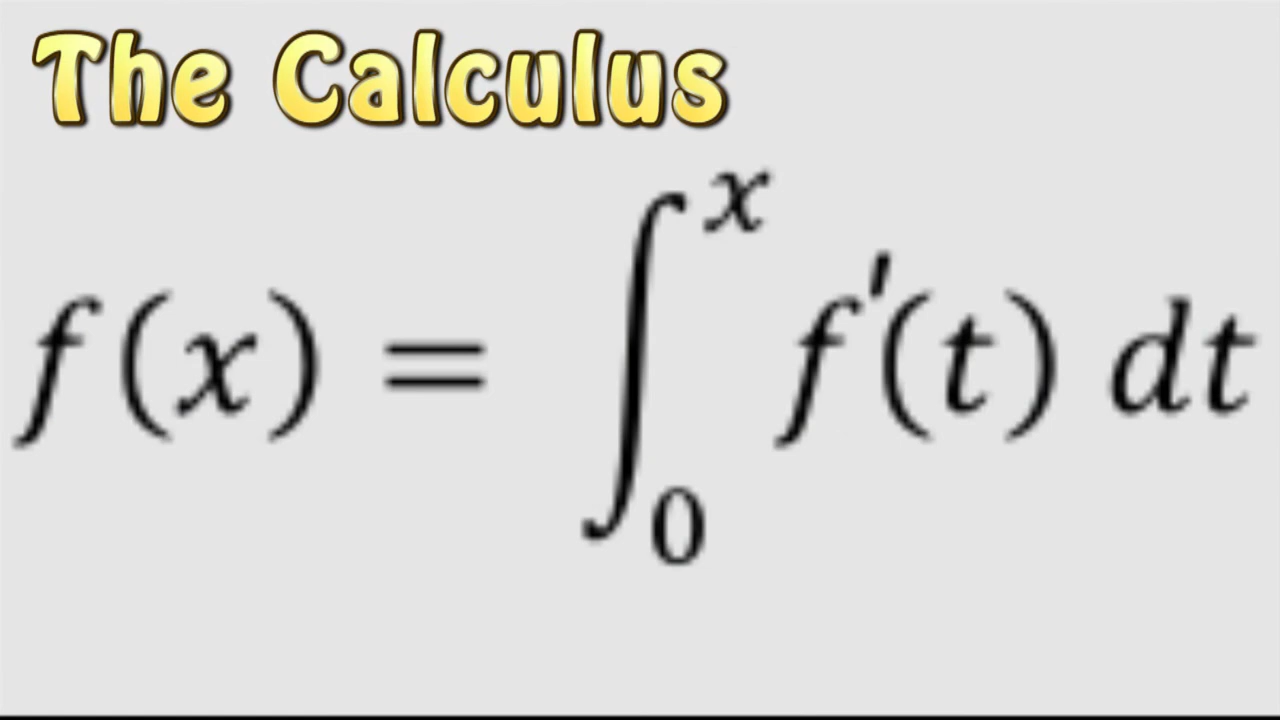 The Calculus
f(x) = ∫₀ˣ f'(t) dt